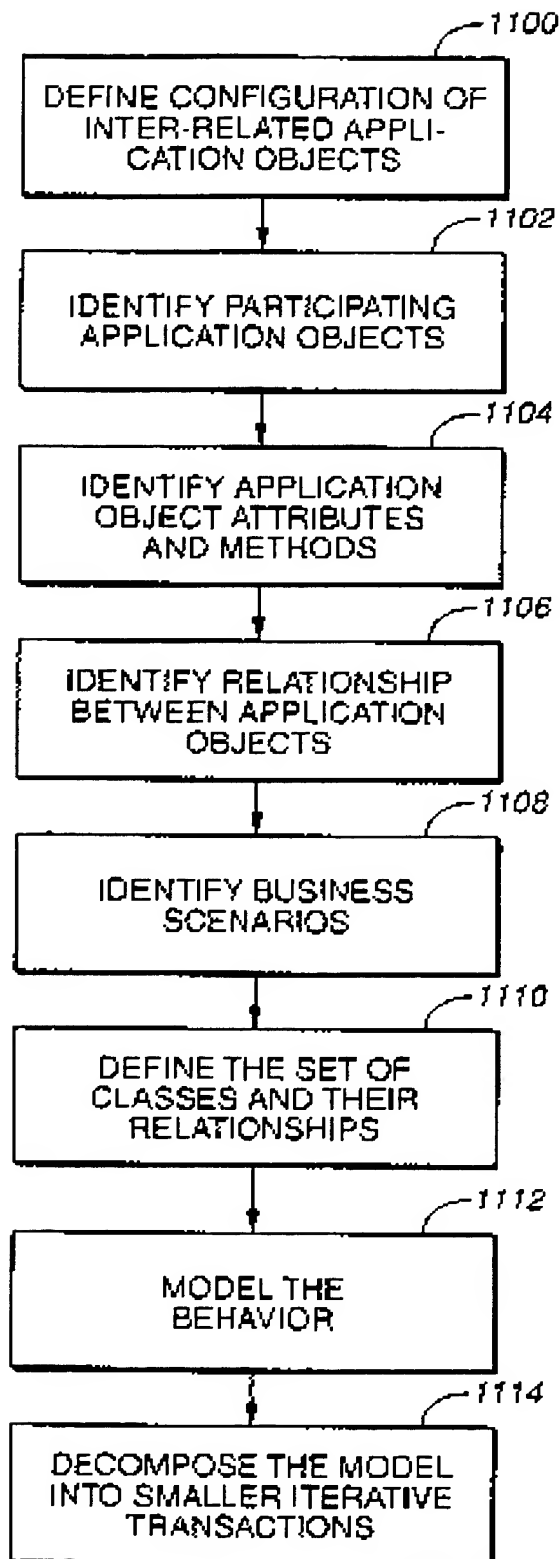 1100
DEFINE CONFIGURATION OF
INTER-RELATED APPLI-
CATION OBJECTS
1102
IDENTIFY PARTICIPATING
APPLICATION OBJECTS
1104
IDENTIFY APPLICATION
OBJECT ATTRIBUTES
AND METHODS
1106
IDENTIFY RELATIONSHIP
BETWEEN APPLICATION
OBJECTS
1108
IDENTIFY BUSINESS
SCENARIOS
1110
DEFINE THE SET OF
CLASSES AND THEIR
RELATIONSHIPS
1112
MODEL THE
BEHAVIOR
1114
DECOMPOSE THE MODEL
INTO SMALLER ITERATIVE
TRANSACTIONS